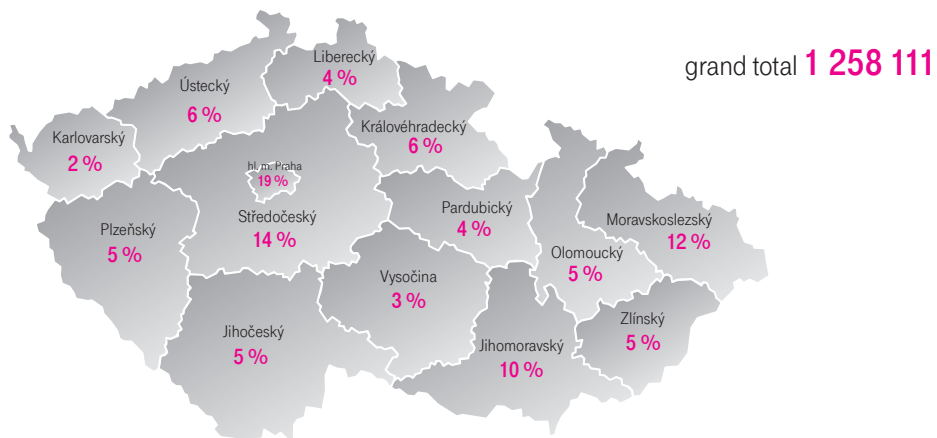 grand total 1 258 111
Liberecký
4 %
Ústecký
6 %
Královéhradecký
6 %
Karlovarský
2 %
hl. m. Praha
19 %
Středočeský
14 %
Pardubický
4 %
Moravskoslezský
12 %
Plzeňský
5 %
Olomoucký
5 %
Vysočina
3 %
Zlínský
5 %
Jihočeský
5 %
Jihomoravský
10 %